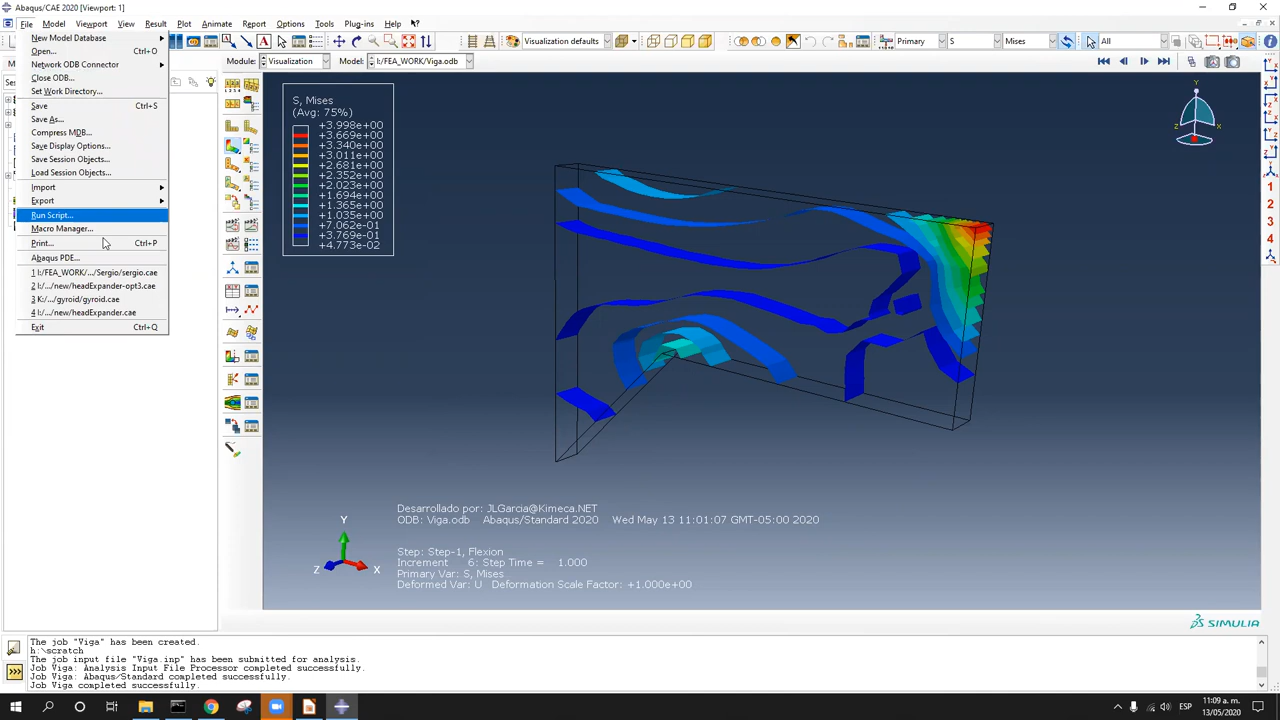 Abaqus/CAE 2020 [Viewport: 1]
File Model Viewport View Result Plot Animate Report Options Tools Plug-ins Help
Visualization defaults Primary S Mises All
Module: Visualization Model: I:/FEA_WORK/Viga.odb
New Model Database
Open... Ctrl+O
Network ODB Connector
Close ODB...
Set Work Directory...
Save Ctrl+S
Save As...
Compress MDB...
Save Display Options...
Save Session Objects...
Load Session Objects...
Import
Export
Run Script...
Macro Manager...
Print... Ctrl+P
Abaqus PDE...
1 I:/FEA_WORK/.../Sergio/sergio.cae
2 I:/.../new/headExpander-opt3.cae
3 K:/.../gyroid/gyroid.cae
4 I:/.../new/headExpander.cae
Exit Ctrl+Q
S, Mises
(Avg: 75%)
+3.998e+00
+3.669e+00
+3.340e+00
+3.011e+00
+2.681e+00
+2.352e+00
+2.023e+00
+1.694e+00
+1.365e+00
+1.035e+00
+7.062e-01
+3.769e-01
+4.773e-02
Y
Z X
1
2
3
Desarrollado por: JLGarcia@Kimeca.NET
ODB: Viga.odb Abaqus/Standard 2020 Wed May 13 11:01:07 GMT-05:00 2020
Y
Z X
Step: Step-1, Flexion
Increment 6: Step Time = 1.000
Primary Var: S, Mises
Deformed Var: U Deformation Scale Factor: +1.000e+00
SIMULIA
The job "Viga" has been created.
h:\scratch
The job input file "Viga.inp" has been submitted for analysis.
Job Viga: Analysis Input File Processor completed successfully.
Job Viga: Abaqus/Standard completed successfully.
Job Viga completed successfully.
ESP
11:09 a. m.
13/05/2020